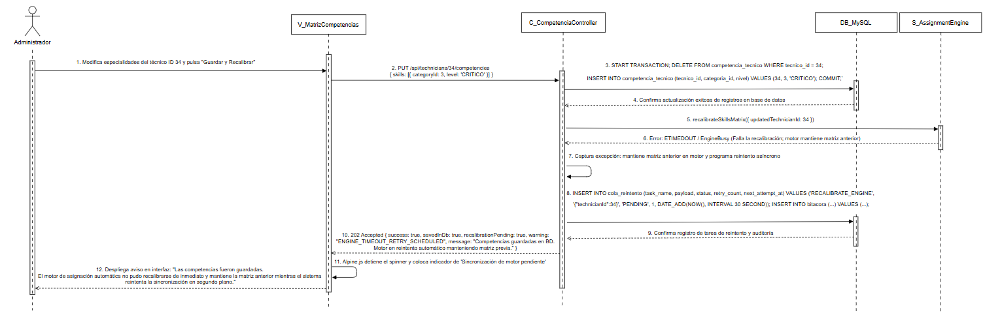 Administrador
V_MatrizCompetencias
C_CompetenciaController
DB_MySQL
S_AssignmentEngine
1. Modifica especialidades del técnico ID 34 y pulsa "Guardar y Recalibrar"
2. PUT /api/technicians/34/competencies
{ skills: [{ categoryId: 3, level: 'CRITICO' }] }
3. START TRANSACTION; DELETE FROM competencia_tecnico WHERE tecnico_id = 34;
INSERT INTO competencia_tecnico (tecnico_id, categoria_id, nivel) VALUES (34, 3, 'CRITICO'); COMMIT;`
4. Confirma actualización exitosa de registros en base de datos
5. recalibrateSkillsMatrix({ updatedTechnicianId: 34 })
6. Error: ETIMEDOUT / EngineBusy (Falla la recalibración; motor mantiene matriz anterior)
7. Captura excepción: mantiene matriz anterior en motor y programa reintento asíncrono
8. INSERT INTO cola_reintento (task_name, payload, status, retry_count, next_attempt_at) VALUES ('RECALIBRATE_ENGINE',
'{"technicianId":34}', 'PENDING', 1, DATE_ADD(NOW(), INTERVAL 30 SECOND)); INSERT INTO bitacora (...) VALUES (...);
9. Confirma registro de tarea de reintento y auditoría
10. 202 Accepted { success: true, savedInDb: true, recalibrationPending: true, warning:
"ENGINE_TIMEOUT_RETRY_SCHEDULED", message: "Competencias guardadas en BD.
Motor en reintento automático manteniendo matriz previa." }
11. Alpine.js detiene el spinner y coloca indicador de 'Sincronización de motor pendiente'
12. Despliega aviso en interfaz: "Las competencias fueron guardadas.
El motor de asignación automática no pudo recalibrarse de inmediato y mantiene la matriz anterior mientras el sistema
reintenta la sincronización en segundo plano."